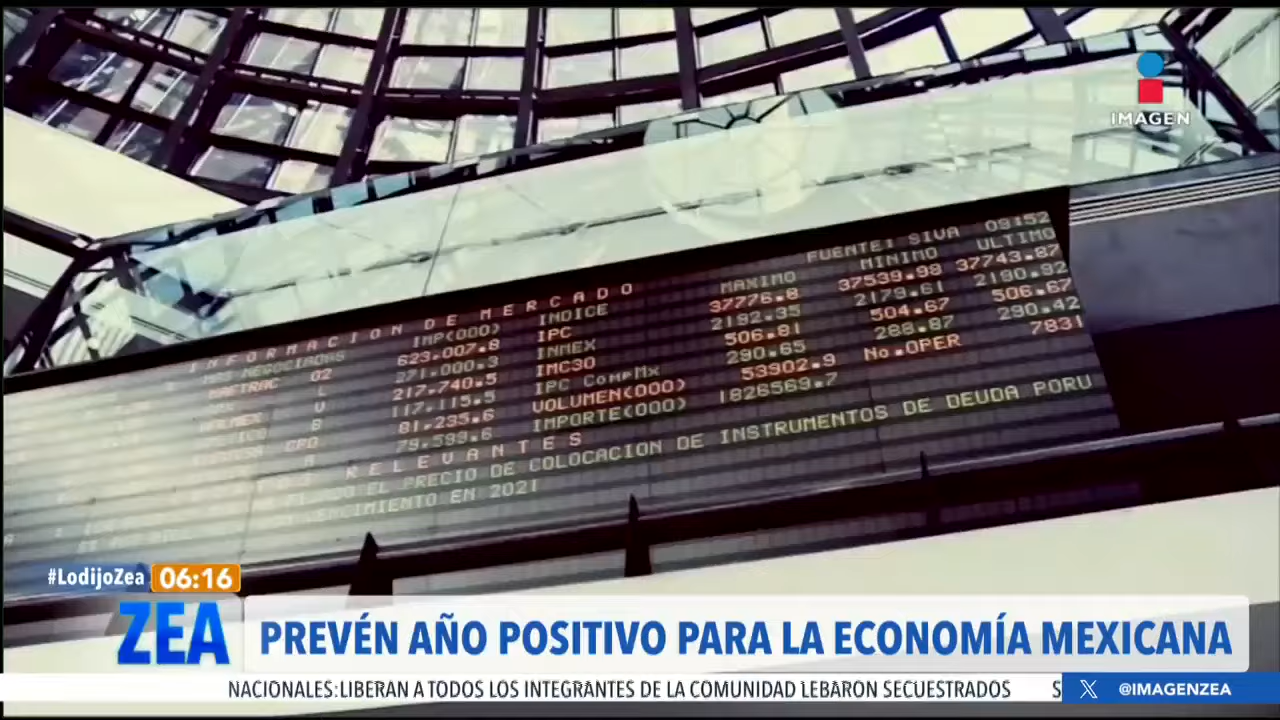 IMAGEN
FUENTE: SIVA 09:52
INFORMACION DE MERCADO
MAXIMO MINIMO ULTIMO
IMP(000) INDICE
623,007.8 IPC 37776.8 37539.98 37743.87
02 271,000.3 INMEX 2192.35 2179.61 2190.92
L 217,740.5 IMC30 506.81 504.67 506.67
117,115.5 IPC CompMx 290.65 288.87 290.42
B 81,235.6 VOLUMEN(000) 53902.9 No.OPER 7831
CPO 79,599.6 IMPORTE(000) 1826569.7
RELEVANTES
EL PRECIO DE COLOCACION DE INSTRUMENTOS DE DEUDA PORU
VENCIMIENTO EN 2021
#LodijoZea 06:16
ZEA PREVÉN AÑO POSITIVO PARA LA ECONOMÍA MEXICANA
NACIONALES:LIBERAN A TODOS LOS INTEGRANTES DE LA COMUNIDAD LEBARON SECUESTRADOS S X @IMAGENZEA